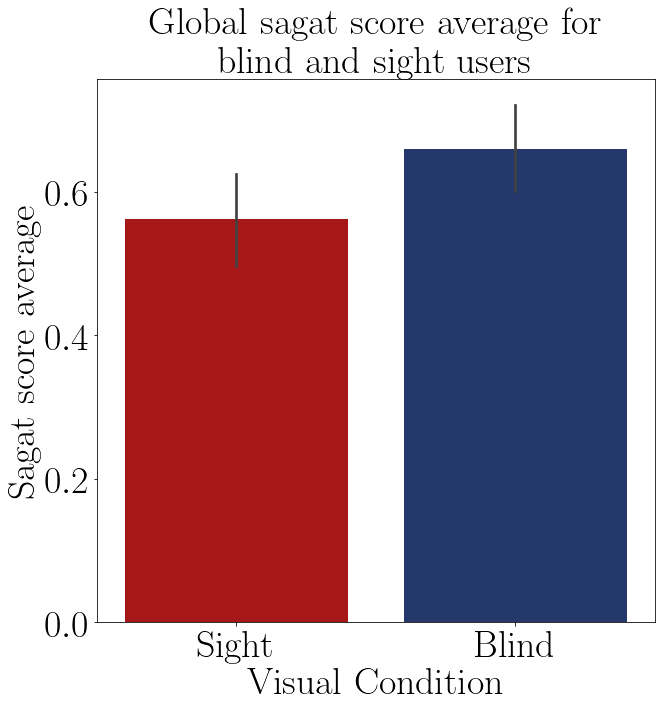 Global sagat score average for
blind and sight users
Sagat score average
0.6
0.4
0.2
0.0
Sight
Blind
Visual Condition